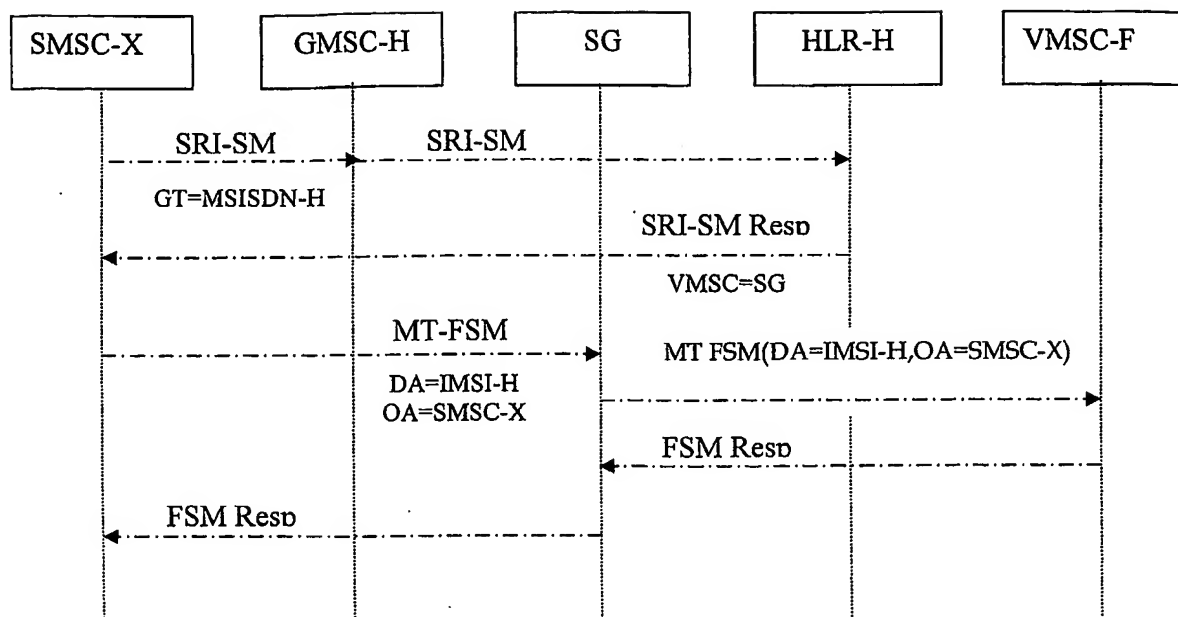 SMSC-X
GMSC-H
SG
HLR-H
VMSC-F
SRI-SM
SRI-SM
GT=MSISDN-H
SRI-SM Resp
VMSC=SG
MT-FSM
MT FSM(DA=IMSI-H,OA=SMSC-X)
DA=IMSI-H
OA=SMSC-X
FSM Resp
FSM Resp